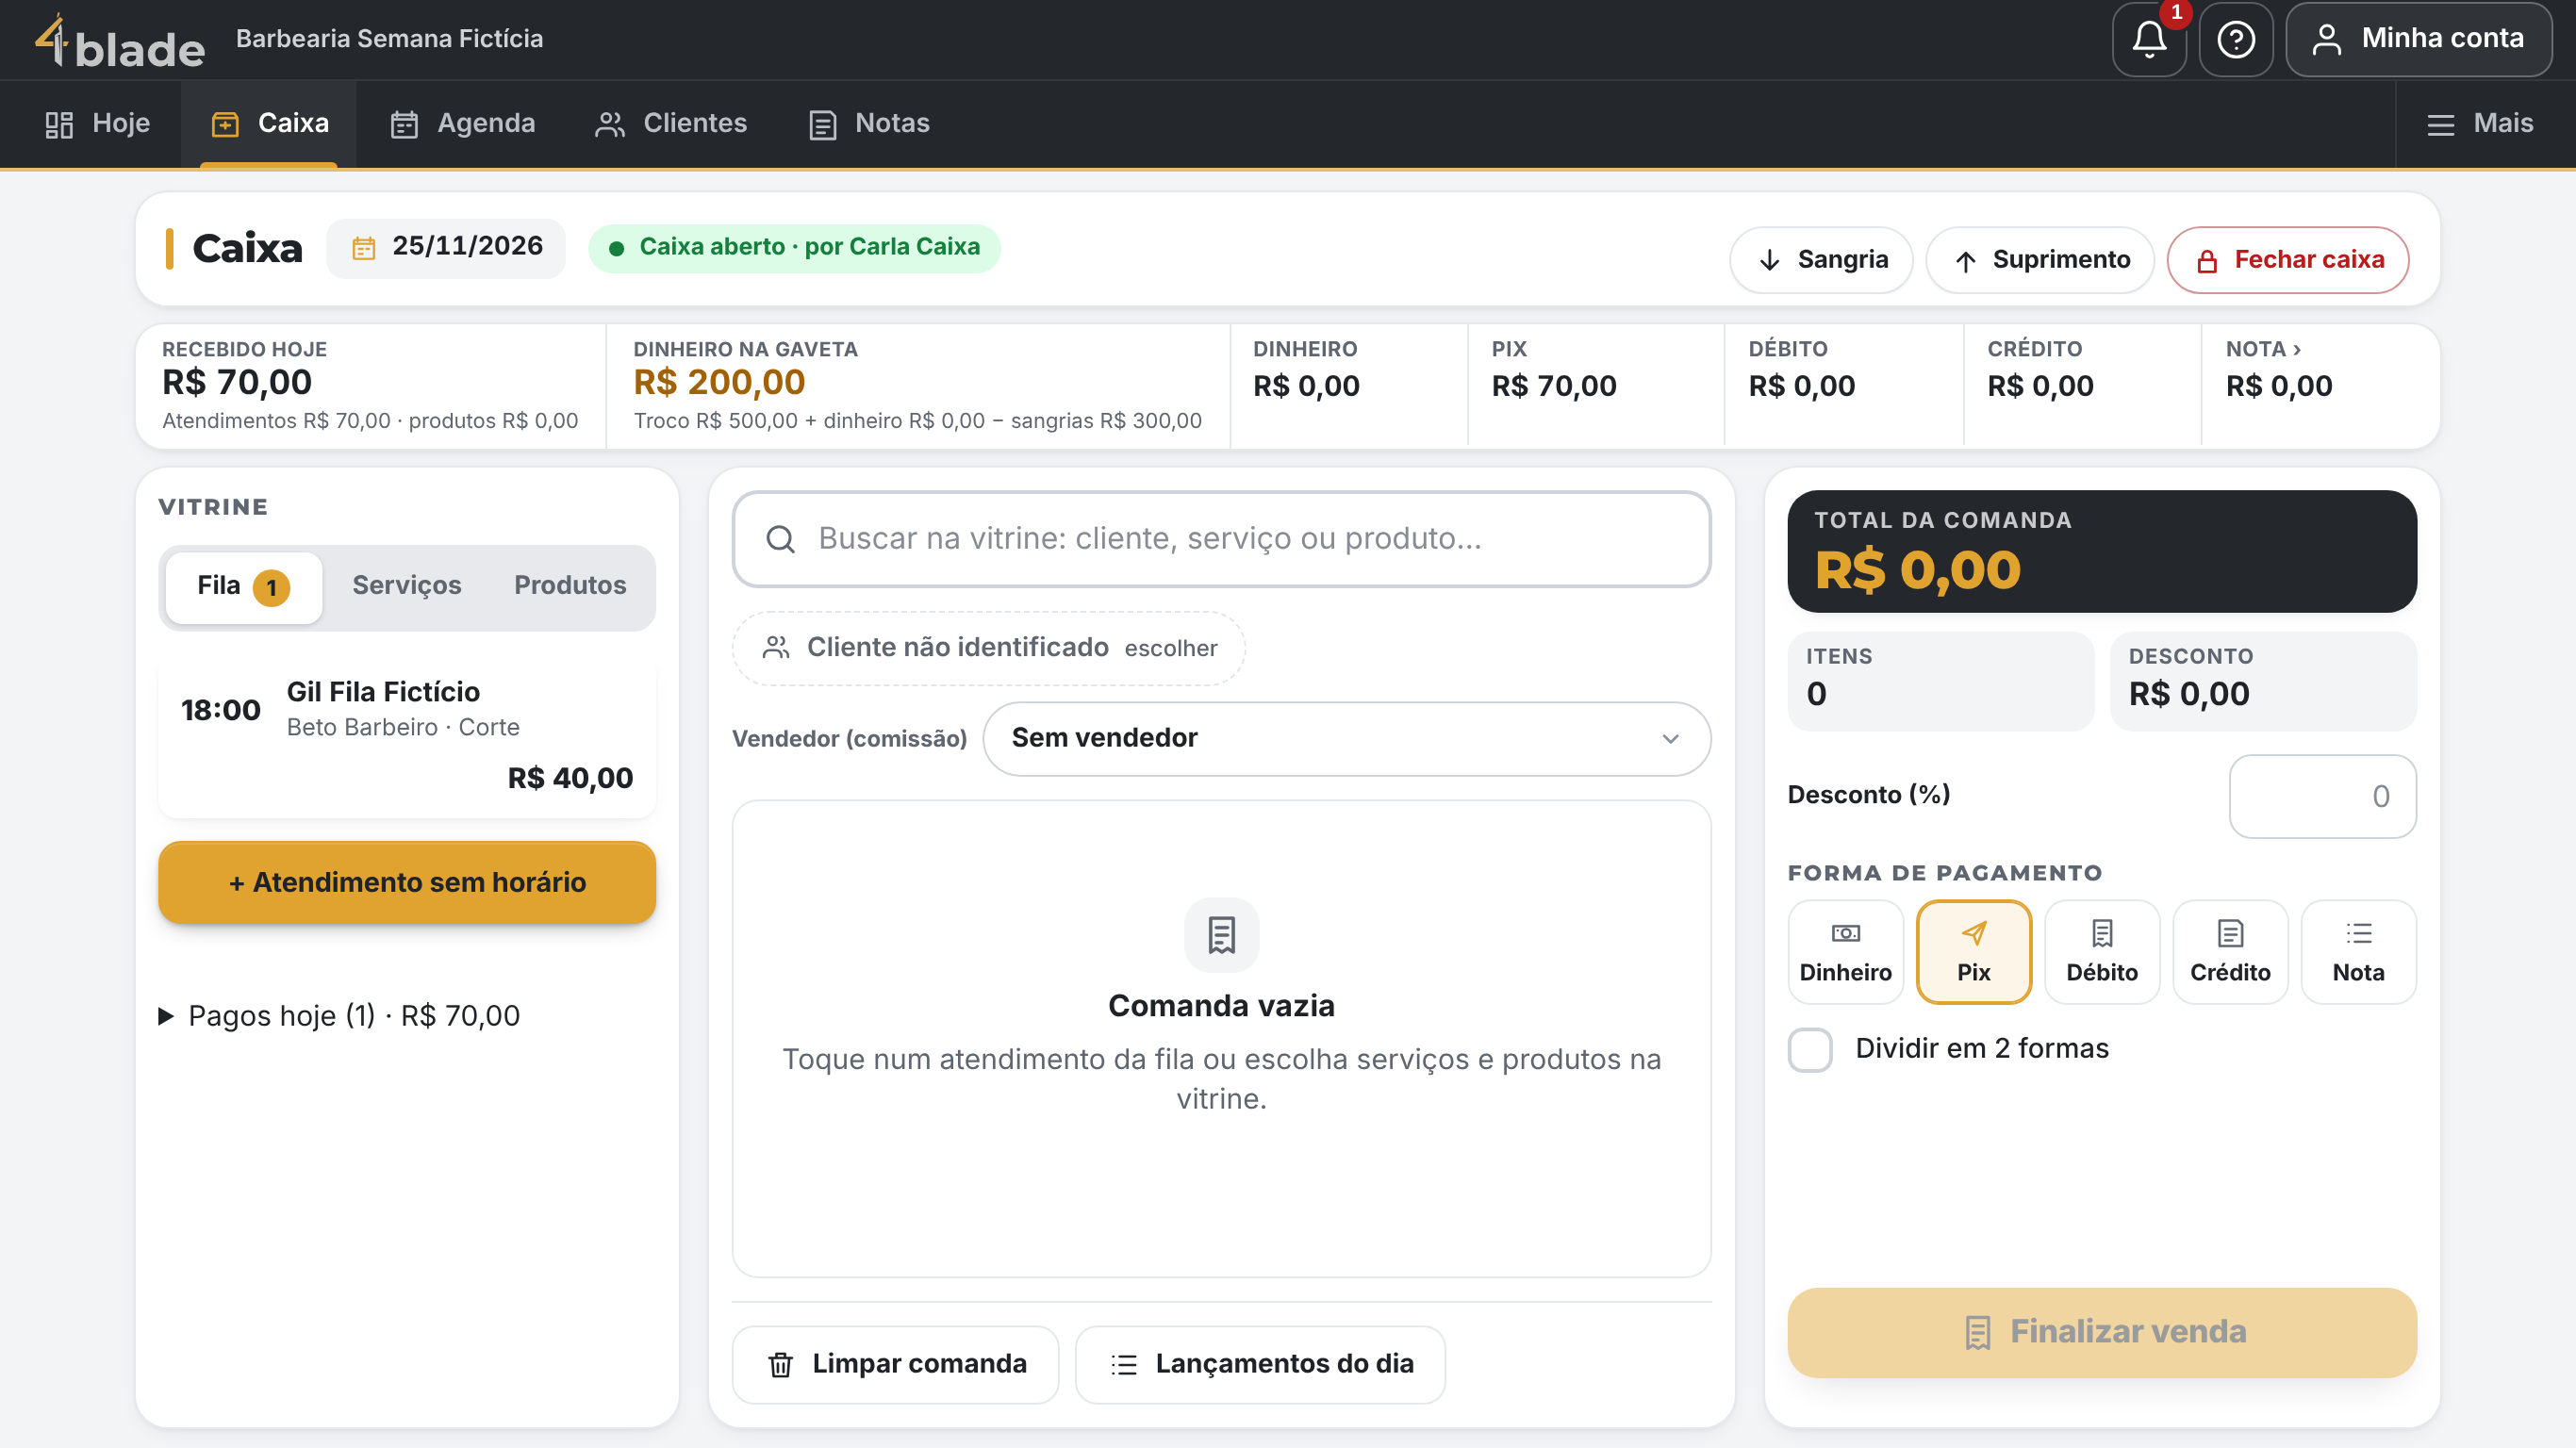 4blade
Barbearia Semana Fictícia
1
Minha conta
Hoje
Caixa
Agenda
Clientes
Notas
Mais
Caixa
25/11/2026
Caixa aberto · por Carla Caixa
Sangria
Suprimento
Fechar caixa
RECEBIDO HOJE
R$ 70,00
Atendimentos R$ 70,00 · produtos R$ 0,00
DINHEIRO NA GAVETA
R$ 200,00
Troco R$ 500,00 + dinheiro R$ 0,00 − sangrias R$ 300,00
DINHEIRO
R$ 0,00
PIX
R$ 70,00
DÉBITO
R$ 0,00
CRÉDITO
R$ 0,00
NOTA ›
R$ 0,00
VITRINE
Fila 1
Serviços
Produtos
18:00
Gil Fila Fictício
Beto Barbeiro · Corte
R$ 40,00
+ Atendimento sem horário
▶ Pagos hoje (1) · R$ 70,00
Buscar na vitrine: cliente, serviço ou produto...
Cliente não identificado escolher
Vendedor (comissão)
Sem vendedor
Comanda vazia
Toque num atendimento da fila ou escolha serviços e produtos na
vitrine.
Limpar comanda
Lançamentos do dia
TOTAL DA COMANDA
R$ 0,00
ITENS
0
DESCONTO
R$ 0,00
Desconto (%)
0
FORMA DE PAGAMENTO
Dinheiro
Pix
Débito
Crédito
Nota
Dividir em 2 formas
Finalizar venda